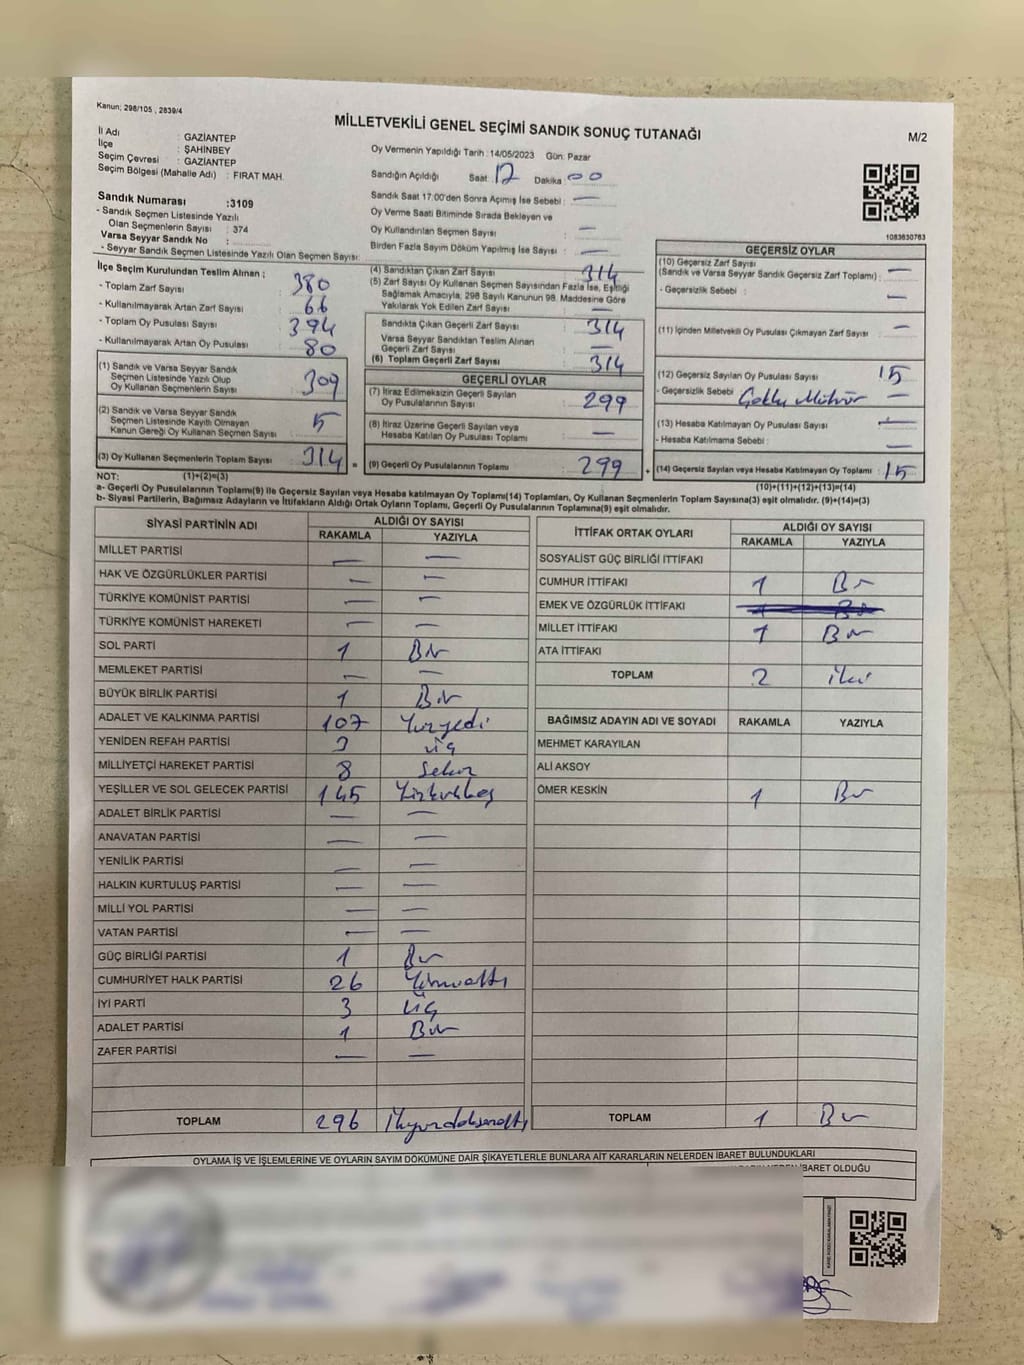 Kanun; 298/105 , 2839/4
MİLLETVEKİLİ GENEL SEÇİMİ SANDIK SONUÇ TUTANAĞI
M/2
İl Adı : GAZİANTEP
İlçe : ŞAHİNBEY
Seçim Çevresi : GAZİANTEP
Seçim Bölgesi (Mahalle Adı) : FIRAT MAH.
Sandık Numarası :3109
- Sandık Seçmen Listesinde Yazılı
Olan Seçmenlerin Sayısı : 374
Varsa Seyyar Sandık No :
- Seyyar Sandık Seçmen Listesinde Yazılı Olan Seçmen Sayısı:
Oy Vermenin Yapıldığı Tarih : 14/05/2023 Gün: Pazar
Sandığın Açıldığı Saat 17 Dakika 00
Sandık Saat 17.00'den Sonra Açımış İse Sebebi : —
Oy Verme Saati Bitiminde Sırada Bekleyen ve
Oy Kullandırılan Seçmen Sayısı : —
Birden Fazla Sayım Döküm Yapılmış İse Sayısı : —
1083630763
İlçe Seçim Kurulundan Teslim Alınan ;
- Toplam Zarf Sayısı : 380
- Kullanılmayarak Artan Zarf Sayısı : 66
- Toplam Oy Pusulası Sayısı : 394
- Kullanılmayarak Artan Oy Pusulası : 80
(1) Sandık ve Varsa Seyyar Sandık
Seçmen Listesinde Yazılı Olup
Oy Kullanan Seçmenlerin Sayısı : 309
(2) Sandık ve Varsa Seyyar Sandık
Seçmen Listesinde Kayıtlı Olmayan
Kanun Gereği Oy Kullanan Seçmen Sayısı : 5
(3) Oy Kullanan Seçmenlerin Toplam Sayısı : 314
(1)+(2)=(3)
(4) Sandıktan Çıkan Zarf Sayısı : 314
(5) Zarf Sayısı Oy Kullanan Seçmen Sayısından Fazla İse, Eşitliği
Sağlamak Amacıyla, 298 Sayılı Kanunun 98. Maddesine Göre
Yakılarak Yok Edilen Zarf Sayısı : —
Sandıkta Çıkan Geçerli Zarf Sayısı : 314
Varsa Seyyar Sandıktan Teslim Alınan
Geçerli Zarf Sayısı : —
(6) Toplam Geçerli Zarf Sayısı : 314
GEÇERLİ OYLAR
(7) İtiraz Edilmeksizin Geçerli Sayılan
Oy Pusulalarının Sayısı : 299
(8) İtiraz Üzerine Geçerli Sayılan veya
Hesaba Katılan Oy Pusulası Toplamı : —
= (9) Geçerli Oy Pusulalarının Toplamı : 299 +
GEÇERSİZ OYLAR
(10) Geçersiz Zarf Sayısı
(Sandık ve Varsa Seyyar Sandık Geçersiz Zarf Toplamı) : —
- Geçersizlik Sebebi : —
(11) İçinden Milletvekili Oy Pusulası Çıkmayan Zarf Sayısı : —
(12) Geçersiz Sayılan Oy Pusulası Sayısı : 15
- Geçersizlik Sebebi : Çoklu Mühür —
(13) Hesaba Katılmayan Oy Pusulası Sayısı : —
- Hesaba Katılmama Sebebi : —
(14) Geçersiz Sayılan veya Hesaba Katılmayan Oy Toplamı : 15
(10)+(11)+(12)+(13)=(14)
NOT:
a- Geçerli Oy Pusulalarının Toplamı(9) ile Geçersiz Sayılan veya Hesaba katılmayan Oy Toplamı(14) Toplamları, Oy Kullanan Seçmenlerin Toplam Sayısına(3) eşit olmalıdır. (9)+(14)=(3)
b- Siyasi Partilerin, Bağımsız Adayların ve İttifakların Aldığı Ortak Oyların Toplamı, Geçerli Oy Pusulalarının Toplamına(9) eşit olmalıdır.
SİYASİ PARTİNİN ADI ALDIĞI OY SAYISI
RAKAMLA YAZIYLA
MİLLET PARTİSİ — —
HAK VE ÖZGÜRLÜKLER PARTİSİ — —
TÜRKİYE KOMÜNİST PARTİSİ — —
TÜRKİYE KOMÜNİST HAREKETİ — —
SOL PARTİ 1 Bir
MEMLEKET PARTİSİ — —
BÜYÜK BİRLİK PARTİSİ 1 Bir
ADALET VE KALKINMA PARTİSİ 107 Yüzyedi
YENİDEN REFAH PARTİSİ 3 üç
MİLLİYETÇİ HAREKET PARTİSİ 8 Sekiz
YEŞİLLER VE SOL GELECEK PARTİSİ 145 Yüzkırkbeş
ADALET BİRLİK PARTİSİ — —
ANAVATAN PARTİSİ — —
YENİLİK PARTİSİ — —
HALKIN KURTULUŞ PARTİSİ — —
MİLLİ YOL PARTİSİ — —
VATAN PARTİSİ — —
GÜÇ BİRLİĞİ PARTİSİ 1 Bir
CUMHURİYET HALK PARTİSİ 26 Yirmialtı
İYİ PARTİ 3 Üç
ADALET PARTİSİ 1 Bir
ZAFER PARTİSİ — —
TOPLAM 296 İkiyüzdoksanaltı
İTTİFAK ORTAK OYLARI ALDIĞI OY SAYISI
RAKAMLA YAZIYLA
SOSYALİST GÜÇ BİRLİĞİ İTTİFAKI
CUMHUR İTTİFAKI 1 Bir
EMEK VE ÖZGÜRLÜK İTTİFAKI
MİLLET İTTİFAKI 1 Bir
ATA İTTİFAKI
TOPLAM 2 iki
BAĞIMSIZ ADAYIN ADI VE SOYADI RAKAMLA YAZIYLA
MEHMET KARAYILAN
ALİ AKSOY
ÖMER KESKİN 1 Bir
TOPLAM 1 Bir
OYLAMA İŞ VE İŞLEMLERİNE VE OYLARIN SAYIM DÖKÜMÜNE DAİR ŞİKAYETLERLE BUNLARA AİT KARARLARIN NELERDEN İBARET BULUNDUKLARI
İBARET OLDUĞU